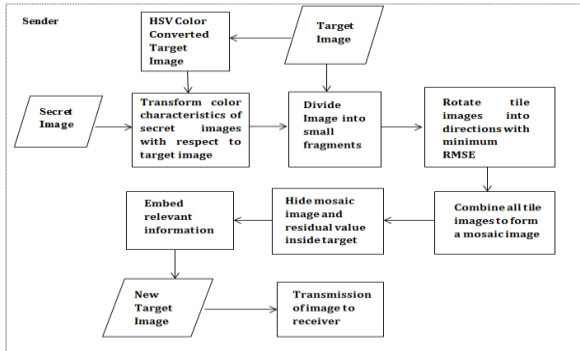 Sender
HSV Color
Converted
Target
Image
Target
Image
Secret
Image
Transform color
characteristics of
secret images
with respect to
target image
Divide
Image into
small
fragments
Rotate tile
images into
directions with
minimum
RMSE
Embed
relevant
information
Hide mosaic
image and
residual value
inside target
Combine all tile
images to form
a mosaic image
New
Target
Image
Transmission
of image to
receiver